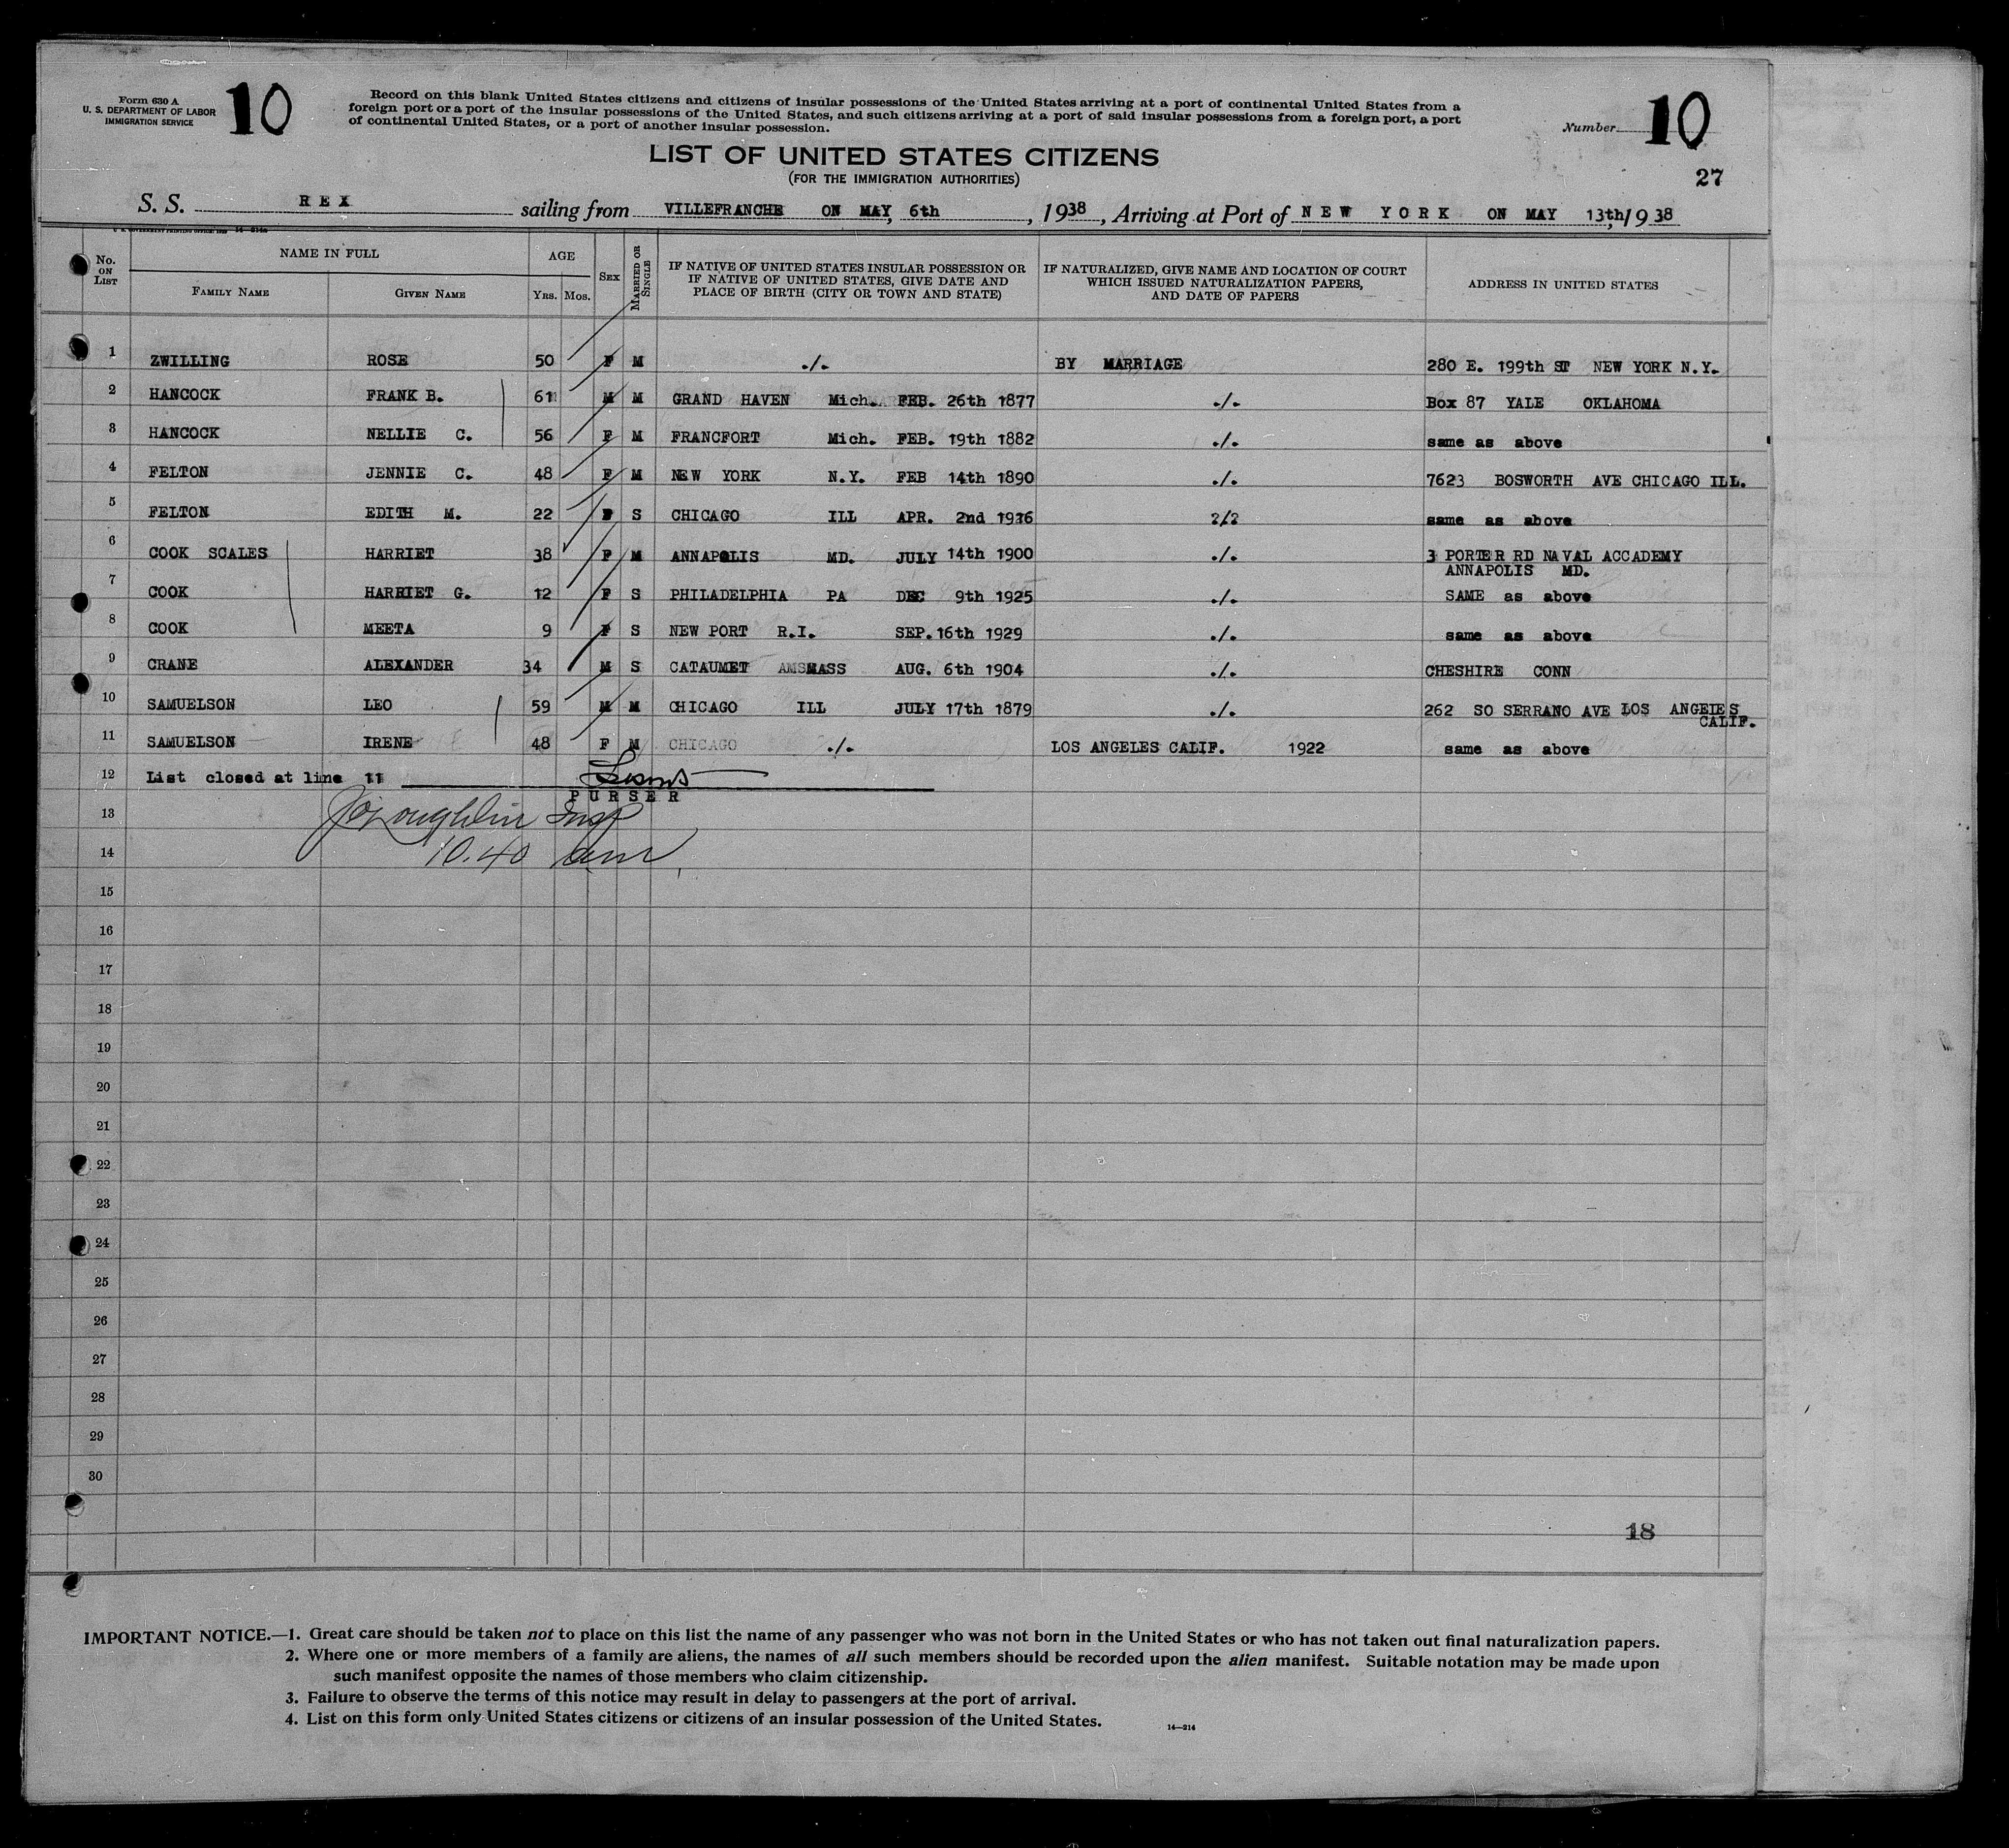 Form 630 A
U. S. DEPARTMENT OF LABOR
IMMIGRATION SERVICE
10
Record on this blank United States citizens and citizens of insular possessions of the United States arriving at a port of continental United States from a
foreign port or a port of the insular possessions of the United States, and such citizens arriving at a port of said insular possessions from a foreign port, a port
of continental United States, or a port of another insular possession.
Number 10
LIST OF UNITED STATES CITIZENS
(FOR THE IMMIGRATION AUTHORITIES)
27
S. S. REX sailing from VILLEFRANCHE ON MAY, 6th, 1938, Arriving at Port of NEW YORK ON MAY 13th, 1938
No. ON LIST
NAME IN FULL
FAMILY NAME
GIVEN NAME
AGE
YRS.
MOS.
SEX
MARRIED OR SINGLE
IF NATIVE OF UNITED STATES INSULAR POSSESSION OR
IF NATIVE OF UNITED STATES, GIVE DATE AND
PLACE OF BIRTH (CITY OR TOWN AND STATE)
IF NATURALIZED, GIVE NAME AND LOCATION OF COURT
WHICH ISSUED NATURALIZATION PAPERS,
AND DATE OF PAPERS
ADDRESS IN UNITED STATES
1 ZWILLING ROSE 50 F M ./. BY MARRIAGE 280 E. 199th ST NEW YORK N.Y.
2 HANCOCK FRANK B. 61 M M GRAND HAVEN Mich. FEB. 26th 1877 ./. Box 87 YALE OKLAHOMA
3 HANCOCK NELLIE C. 56 F M FRANCFORT Mich. FEB. 19th 1882 ./. same as above
4 FELTON JENNIE C. 48 F M NEW YORK N.Y. FEB 14th 1890 ./. 7623 BOSWORTH AVE CHICAGO ILL.
5 FELTON EDITH M. 22 F S CHICAGO ILL APR. 2nd 1916 ?/? same as above
6 COOK SCALES HARRIET 38 F M ANNAPOLIS MD. JULY 14th 1900 ./. 3 PORTER RD NAVAL ACCADEMY
ANNAPOLIS MD.
7 COOK HARRIET G. 12 F S PHILADELPHIA PA DEC 9th 1925 ./. SAME as above
8 COOK MEETA 9 F S NEW PORT R.I. SEP. 16th 1929 ./. same as above
9 CRANE ALEXANDER 34 M S CATAUMET MASS AUG. 6th 1904 ./. CHESHIRE CONN
10 SAMUELSON LEO 59 M M CHICAGO ILL JULY 17th 1879 ./. 262 SO SERRANO AVE LOS ANGELES
CALIF.
11 SAMUELSON IRENE 48 F M CHICAGO ./. LOS ANGELES CALIF. 1922 same as above
12 List closed at line 11
PURSER
13
Insp
14 10.40 am
15
16
17
18
19
20
21
22
23
24
25
26
27
28
29
30
18
IMPORTANT NOTICE.—1. Great care should be taken not to place on this list the name of any passenger who was not born in the United States or who has not taken out final naturalization papers.
2. Where one or more members of a family are aliens, the names of all such members should be recorded upon the alien manifest. Suitable notation may be made upon
such manifest opposite the names of those members who claim citizenship.
3. Failure to observe the terms of this notice may result in delay to passengers at the port of arrival.
4. List on this form only United States citizens or citizens of an insular possession of the United States.
14—214